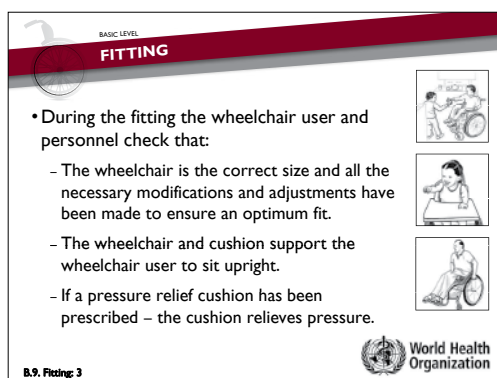 BASIC LEVEL
FITTING
• During the fitting the wheelchair user and
personnel check that:
– The wheelchair is the correct size and all the
necessary modifications and adjustments have
been made to ensure an optimum fit.
– The wheelchair and cushion support the
wheelchair user to sit upright.
– If a pressure relief cushion has been
prescribed – the cushion relieves pressure.
World Health
Organization
B.9. Fitting: 3